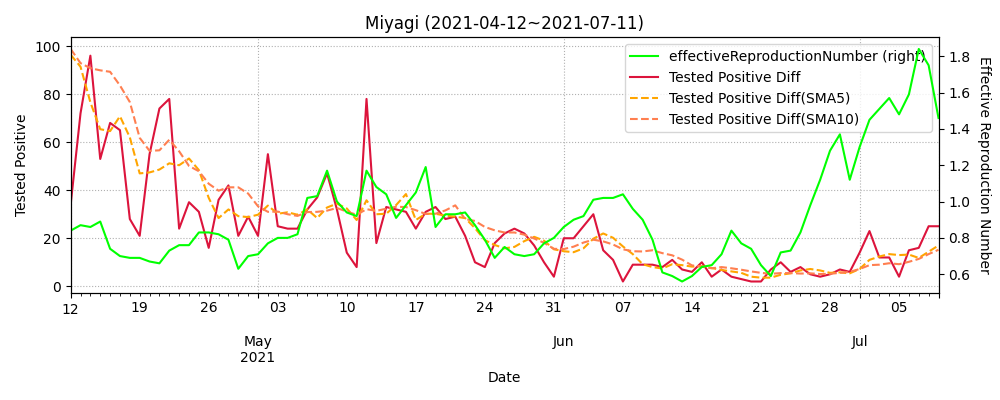 Miyagi (2021-04-12~2021-07-11)
effectiveReproductionNumber (right)
Tested Positive Diff
Tested Positive Diff(SMA5)
Tested Positive Diff(SMA10)
Tested Positive
100
80
60
40
20
0
Effective Reproduction Number
1.8
1.6
1.4
1.2
1.0
0.8
0.6
12 19 26 03 10 17 24 31 07 14 21 28 05
May Jun Jul
2021
Date